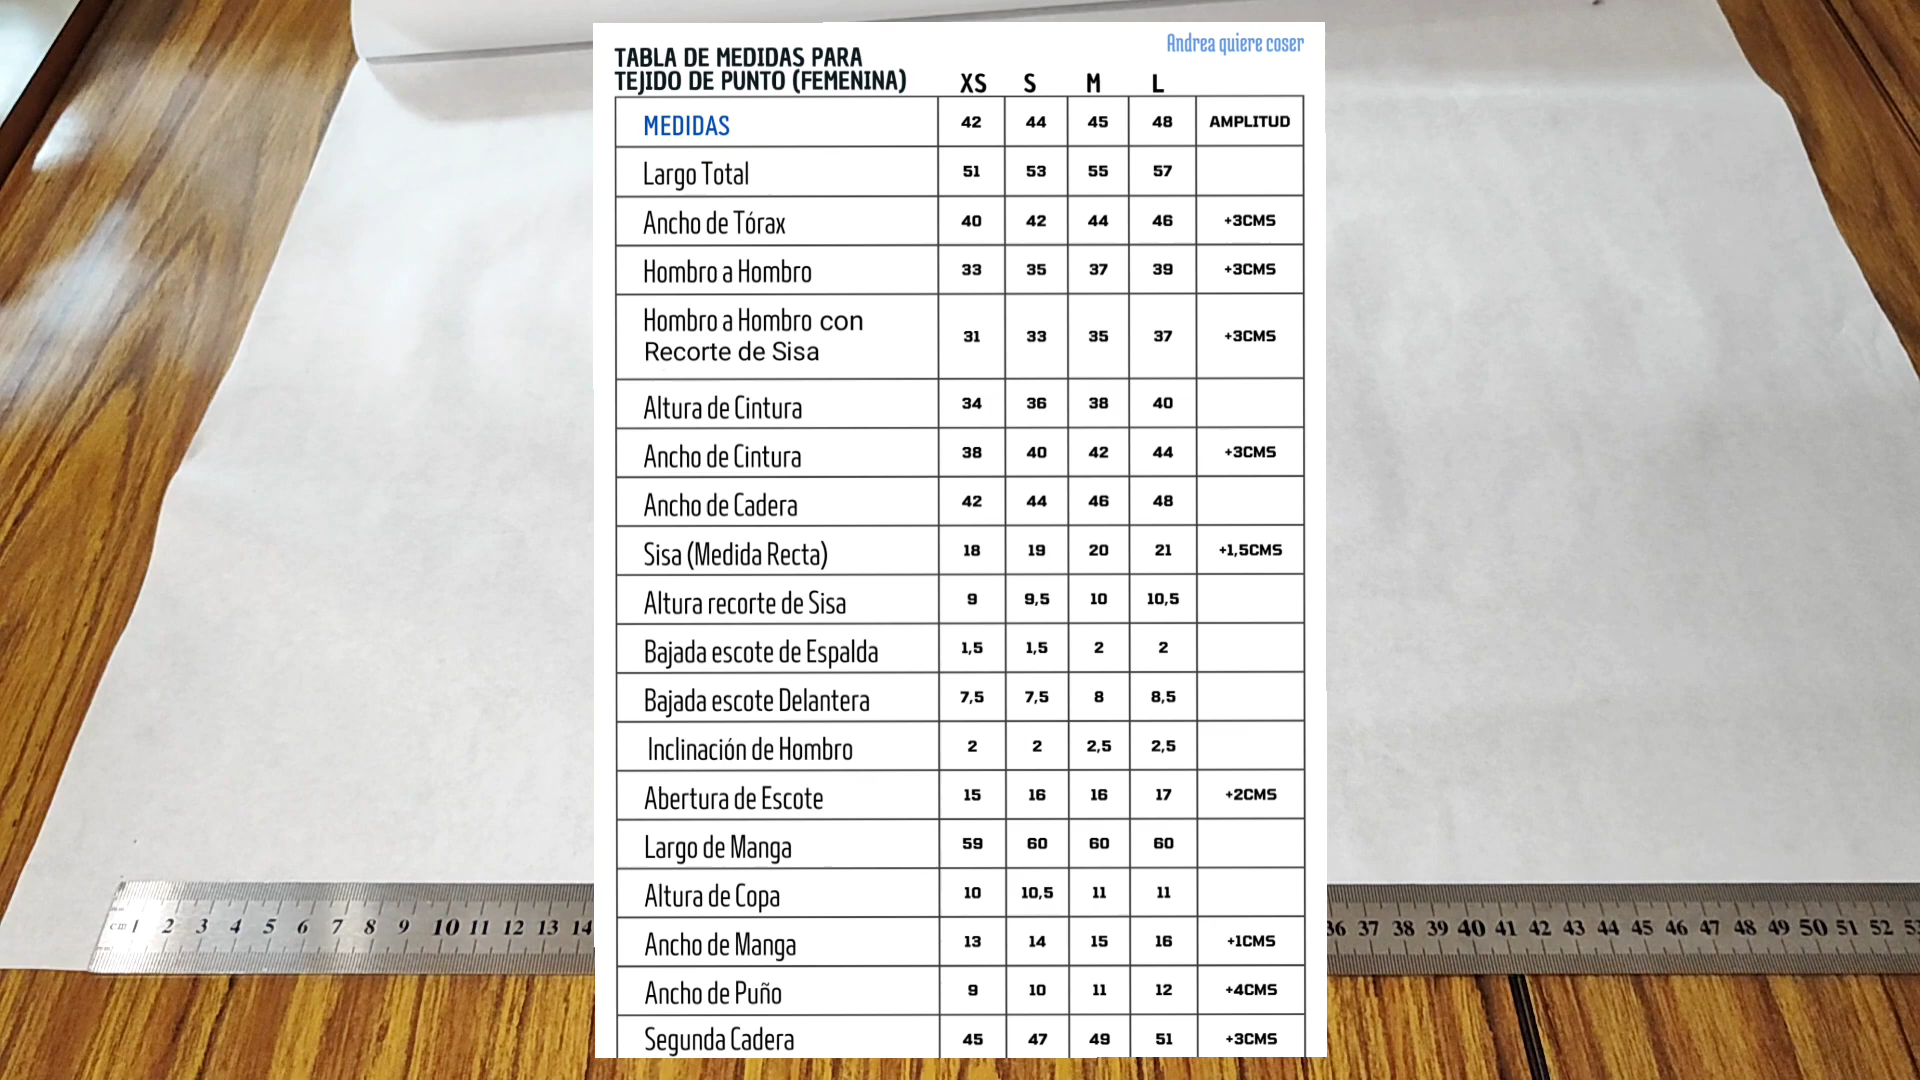 Andrea quiere coser
TABLA DE MEDIDAS PARA
TEJIDO DE PUNTO (FEMENINA)
XS S M L
MEDIDAS 42 44 45 48 AMPLITUD
Largo Total 51 53 55 57
Ancho de Tórax 40 42 44 46 +3CMS
Hombro a Hombro 33 35 37 39 +3CMS
Hombro a Hombro con
Recorte de Sisa 31 33 35 37 +3CMS
Altura de Cintura 34 36 38 40
Ancho de Cintura 38 40 42 44 +3CMS
Ancho de Cadera 42 44 46 48
Sisa (Medida Recta) 18 19 20 21 +1,5CMS
Altura recorte de Sisa 9 9,5 10 10,5
Bajada escote de Espalda 1,5 1,5 2 2
Bajada escote Delantera 7,5 7,5 8 8,5
Inclinación de Hombro 2 2 2,5 2,5
Abertura de Escote 15 16 16 17 +2CMS
Largo de Manga 59 60 60 60
Altura de Copa 10 10,5 11 11
Ancho de Manga 13 14 15 16 +1CMS
Ancho de Puño 9 10 11 12 +4CMS
Segunda Cadera 45 47 49 51 +3CMS
cm 1 2 3 4 5 6 7 8 9 10 11 12 13 14
36 37 38 39 40 41 42 43 44 45 46 47 48 49 50 51 52 53